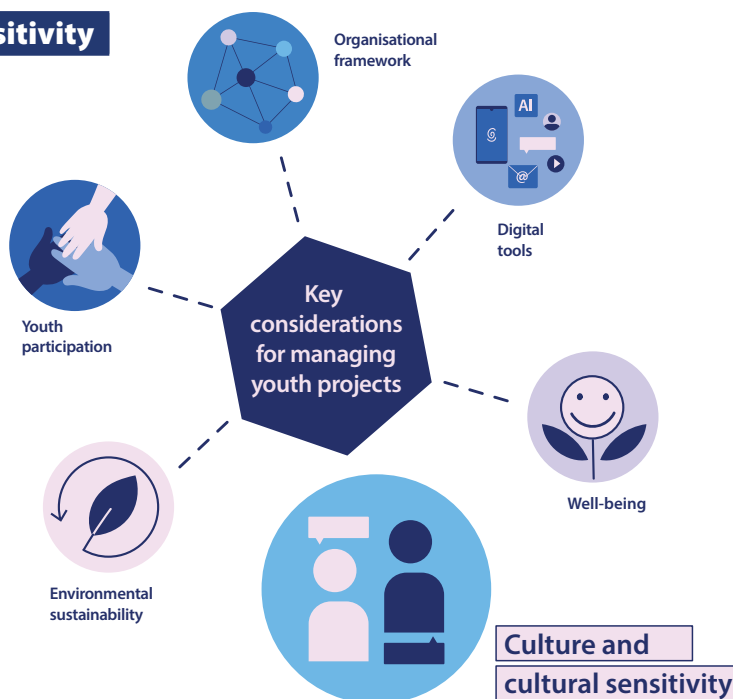 sitivity
Organisational
framework
AI
@
Digital
tools
Youth
participation
Key
considerations
for managing
youth projects
Well-being
Environmental
sustainability
Culture and
cultural sensitivity